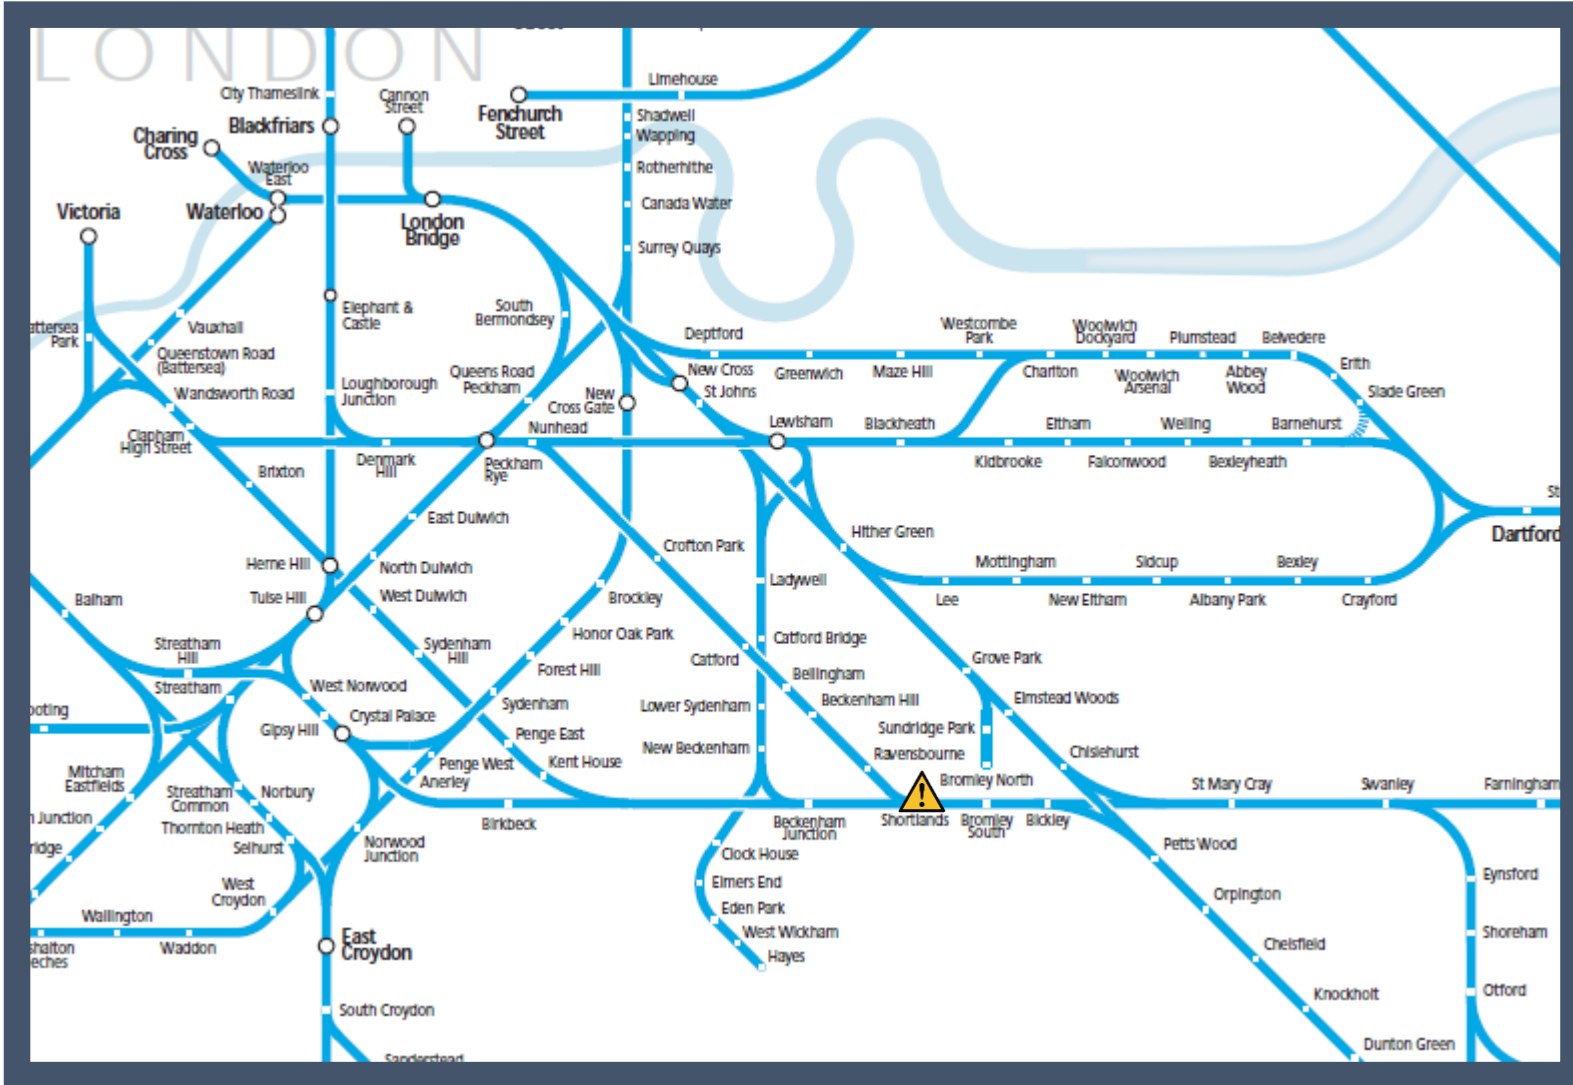 LONDON
Limehouse
City Thameslink
Cannon
Street
Fenchurch
Street
Shadwell
Blackfriars
Wapping
Charing
Cross
Waterloo
East
Rotherhithe
Victoria
Waterloo
London
Bridge
Canada Water
Surrey Quays
Elephant &
Castle
South
Bermondsey
attersea
Park
Vauxhall
Queenstown Road
(Battersea)
Wandsworth Road
Loughborough
Junction
Queens Road
Peckham
New
Cross Gate
Deptford
New Cross
St Johns
Greenwich
Maze Hill
Westcombe
Park
Charlton
Woolwich
Dockyard
Woolwich
Arsenal
Plumstead
Abbey
Wood
Belvedere
Erith
Slade Green
Clapham
High Street
Brixton
Denmark
Hill
Peckham
Rye
Nunhead
Lewisham
Blackheath
Kidbrooke
Eltham
Falconwood
Welling
Bexleyheath
Barnehurst
St
Dartford
East Dulwich
Herne Hill
North Dulwich
Tulse Hill
West Dulwich
Crofton Park
Hither Green
Ladywell
Lee
Mottingham
New Eltham
Sidcup
Albany Park
Bexley
Crayford
Balham
Streatham
Hill
Streatham
Sydenham
Hill
Brockley
Honor Oak Park
Forest Hill
Sydenham
Catford
Catford Bridge
Bellingham
Beckenham Hill
Grove Park
Elmstead Woods
ooting
West Norwood
Gipsy Hill
Crystal Palace
Penge East
Penge West
Kent House
Anerley
Lower Sydenham
New Beckenham
Sundridge Park
Ravensbourne
Bromley North
Chislehurst
Mitcham
Eastfields
Streatham
Common
Norbury
Thornton Heath
Selhurst
n Junction
ridge
Norwood
Junction
Birkbeck
Beckenham
Junction
Shortlands
Bromley
South
Bickley
St Mary Cray
Swanley
Farningham
Petts Wood
Clock House
Elmers End
Eden Park
West Wickham
Hayes
Orpington
Eynsford
West
Croydon
Wallington
Waddon
shalton
eches
East
Croydon
Chelsfield
Shoreham
Knockholt
Otford
South Croydon
Sanderstead
Dunton Green